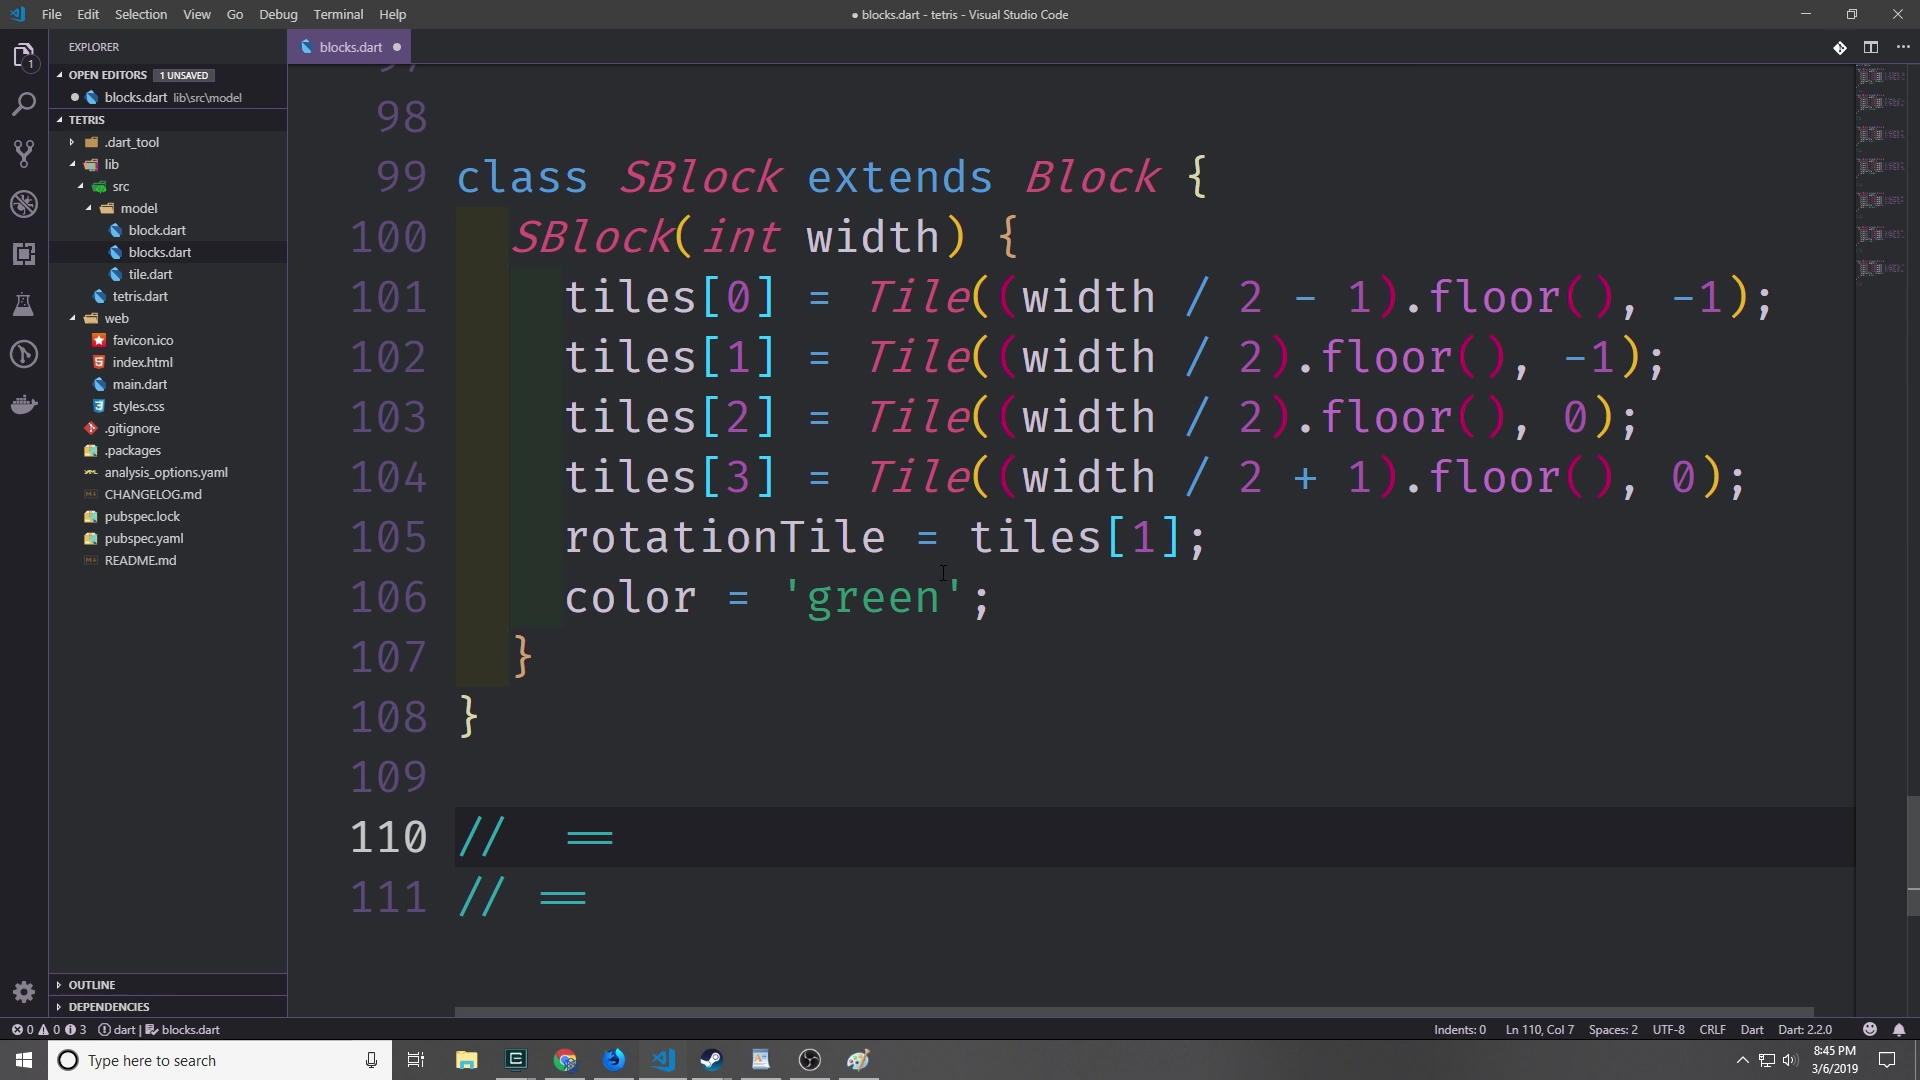 File Edit Selection View Go Debug Terminal Help
● blocks.dart - tetris - Visual Studio Code
EXPLORER
blocks.dart
OPEN EDITORS 1 UNSAVED
blocks.dart lib\src\model
TETRIS
.dart_tool
lib
src
model
block.dart
blocks.dart
tile.dart
tetris.dart
web
favicon.ico
index.html
main.dart
styles.css
.gitignore
.packages
analysis_options.yaml
CHANGELOG.md
pubspec.lock
pubspec.yaml
README.md
OUTLINE
DEPENDENCIES
98
99 class SBlock extends Block {
100 SBlock(int width) {
101 tiles[0] = Tile((width / 2 - 1).floor(), -1);
102 tiles[1] = Tile((width / 2).floor(), -1);
103 tiles[2] = Tile((width / 2).floor(), 0);
104 tiles[3] = Tile((width / 2 + 1).floor(), 0);
105 rotationTile = tiles[1];
106 color = 'green';
107 }
108 }
109
110 //  ==
111 // ==
0 0 3 dart | blocks.dart
Indents: 0 Ln 110, Col 7 Spaces: 2 UTF-8 CRLF Dart Dart: 2.2.0
Type here to search
8:45 PM
3/6/2019